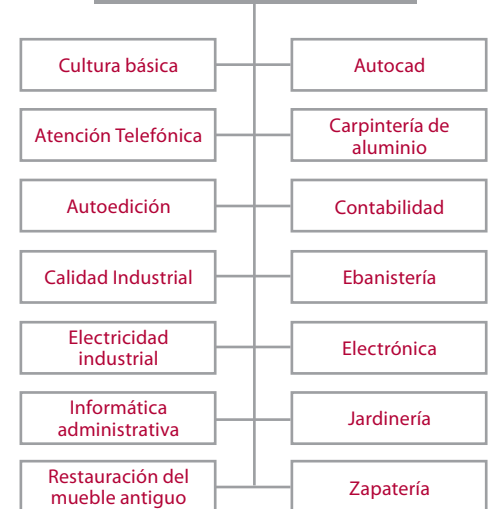 Cultura básica
Autocad
Atención Telefónica
Carpintería de
aluminio
Autoedición
Contabilidad
Calidad Industrial
Ebanistería
Electricidad
industrial
Electrónica
Informática
administrativa
Jardinería
Restauración del
mueble antiguo
Zapatería